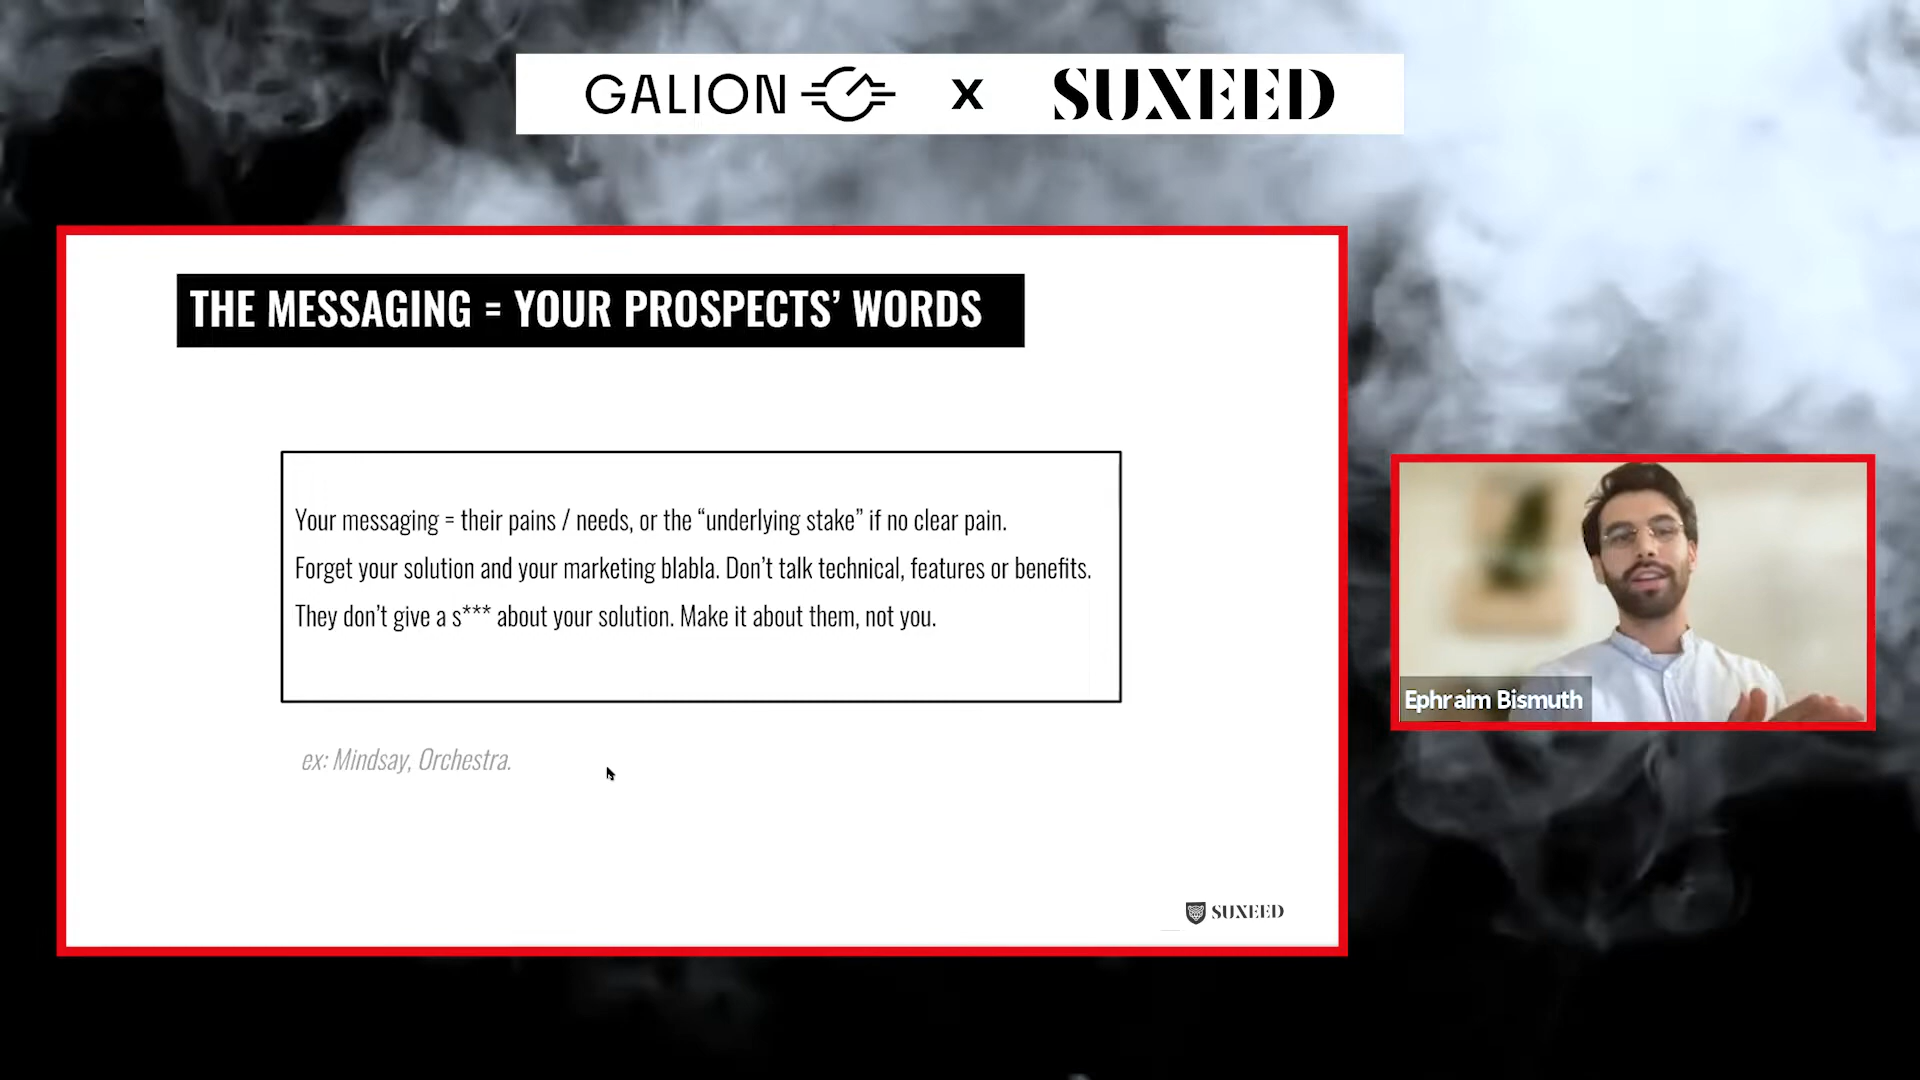 GALION x SUXEED
THE MESSAGING = YOUR PROSPECTS’ WORDS
Your messaging = their pains / needs, or the “underlying stake” if no clear pain.
Forget your solution and your marketing blabla. Don’t talk technical, features or benefits.
They don’t give a s*** about your solution. Make it about them, not you.
ex: Mindsay, Orchestra.
SUXEED
Ephraim Bismuth